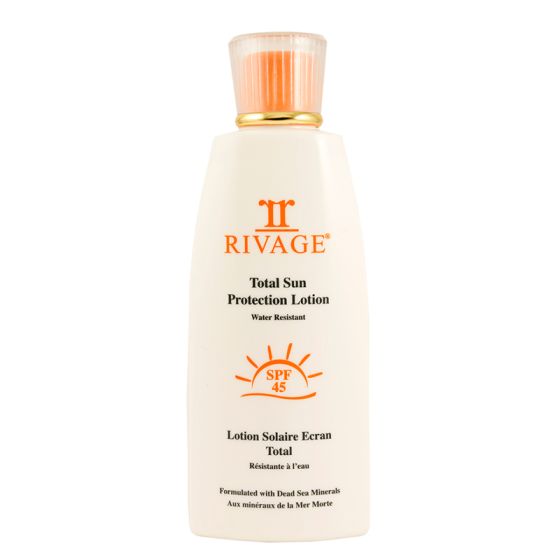 RIVAGE®
Total Sun
Protection Lotion
Water Resistant
SPF
45
Lotion Solaire Ecran
Total
Résistante à l'eau
Formulated with Dead Sea Minerals
Aux minéraux de la Mer Morte